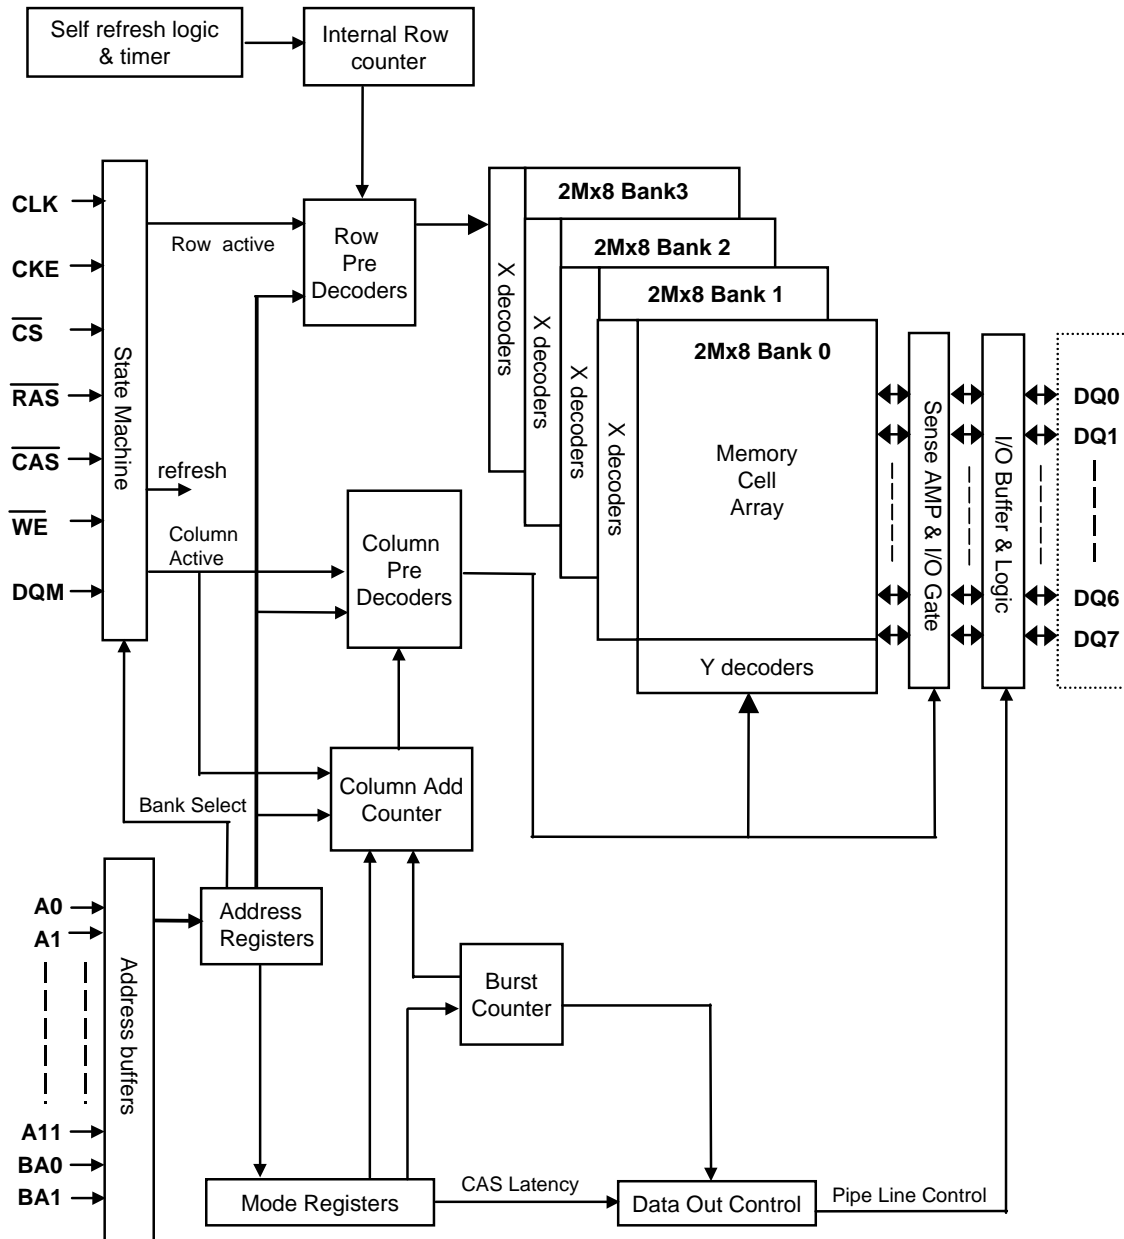 Self refresh logic
& timer
Internal Row
counter
CLK
CKE
CS
RAS
CAS
WE
DQM
State Machine
Row active
refresh
Column
Active
Bank Select
Row
Pre
Decoders
Column
Pre
Decoders
Column Add
Counter
2Mx8 Bank3
2Mx8 Bank 2
2Mx8 Bank 1
2Mx8 Bank 0
X decoders
X decoders
X decoders
X decoders
Memory
Cell
Array
Y decoders
Sense AMP & I/O Gate
I/O Buffer & Logic
DQ0
DQ1
DQ6
DQ7
A0
A1
A11
BA0
BA1
Address buffers
Address
Registers
Burst
Counter
Mode Registers
CAS Latency
Data Out Control
Pipe Line Control